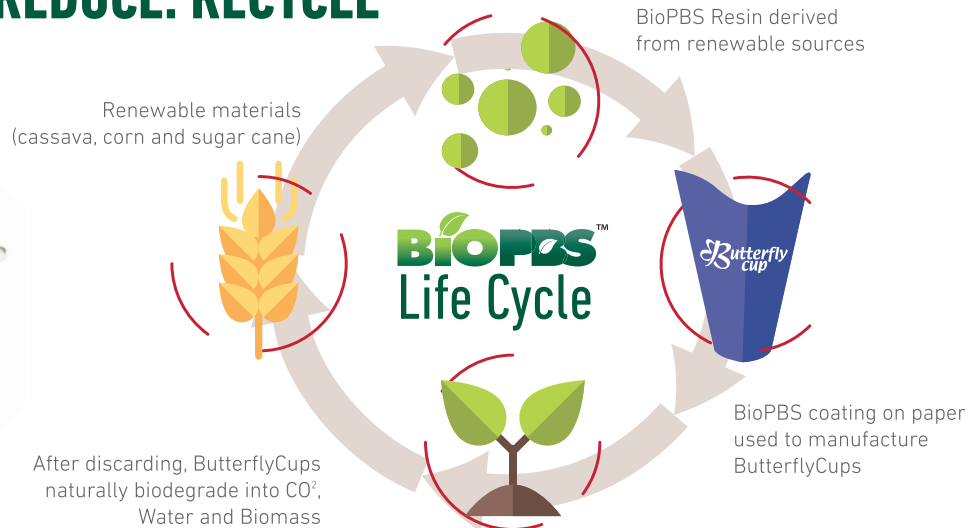 REDUCE. RECYCLE
BioPBS Resin derived
from renewable sources
Renewable materials
(cassava, corn and sugar cane)
BiOPBS™
Life Cycle
Butterfly
cup
BioPBS coating on paper
used to manufacture
ButterflyCups
After discarding, ButterflyCups
naturally biodegrade into CO²,
Water and Biomass